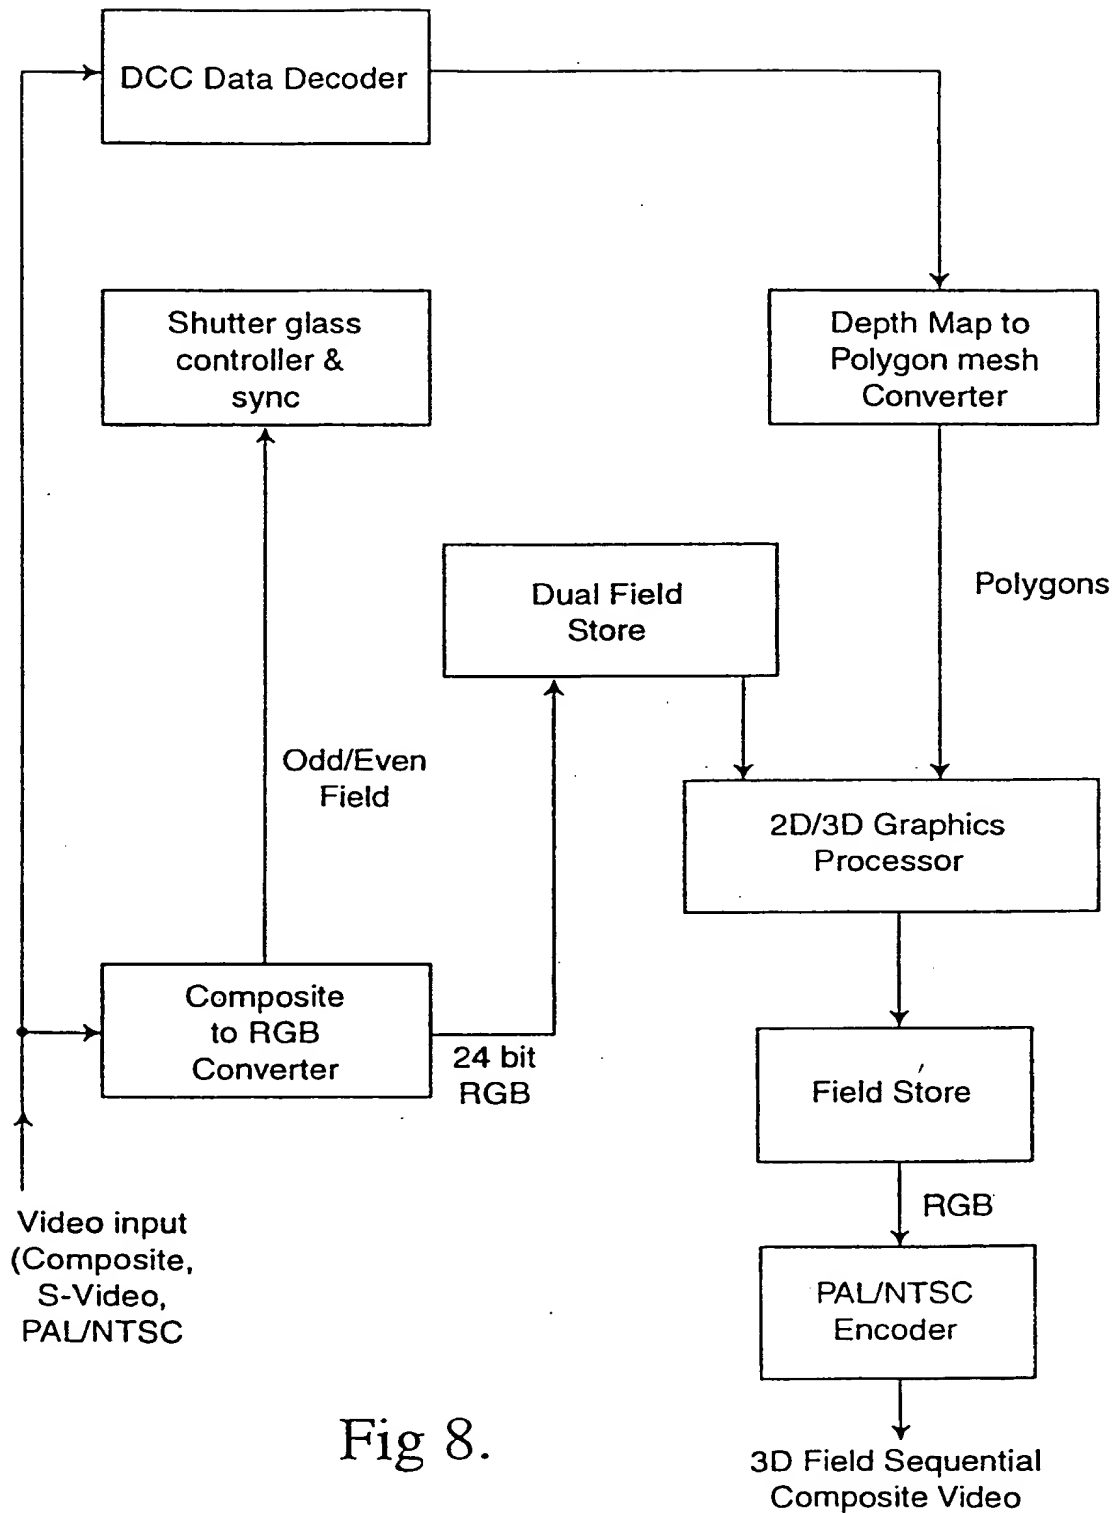 DCC Data Decoder
Shutter glass
controller &
sync
Depth Map to
Polygon mesh
Converter
Dual Field
Store
Polygons
Odd/Even
Field
2D/3D Graphics
Processor
Composite
to RGB
Converter
24 bit
RGB
Field Store
RGB
Video input
(Composite,
S-Video,
PAL/NTSC
PAL/NTSC
Encoder
Fig 8.
3D Field Sequential
Composite Video